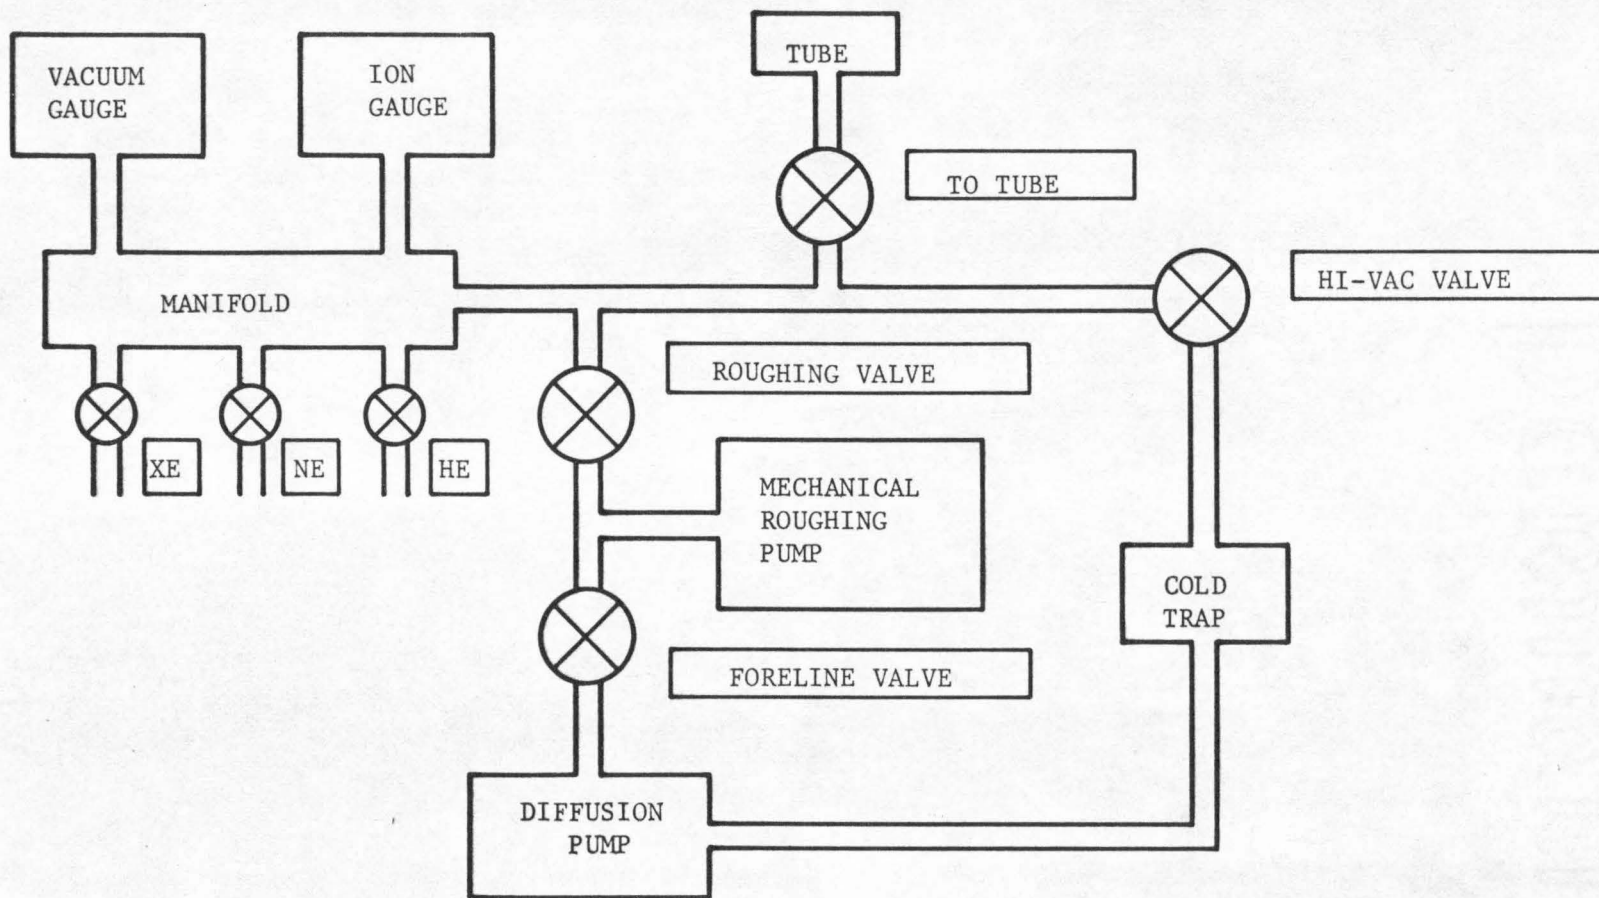 VACUUM
GAUGE
ION
GAUGE
TUBE
TO TUBE
HI-VAC VALVE
MANIFOLD
ROUGHING VALVE
XE
NE
HE
MECHANICAL
ROUGHING
PUMP
COLD
TRAP
FORELINE VALVE
DIFFUSION
PUMP